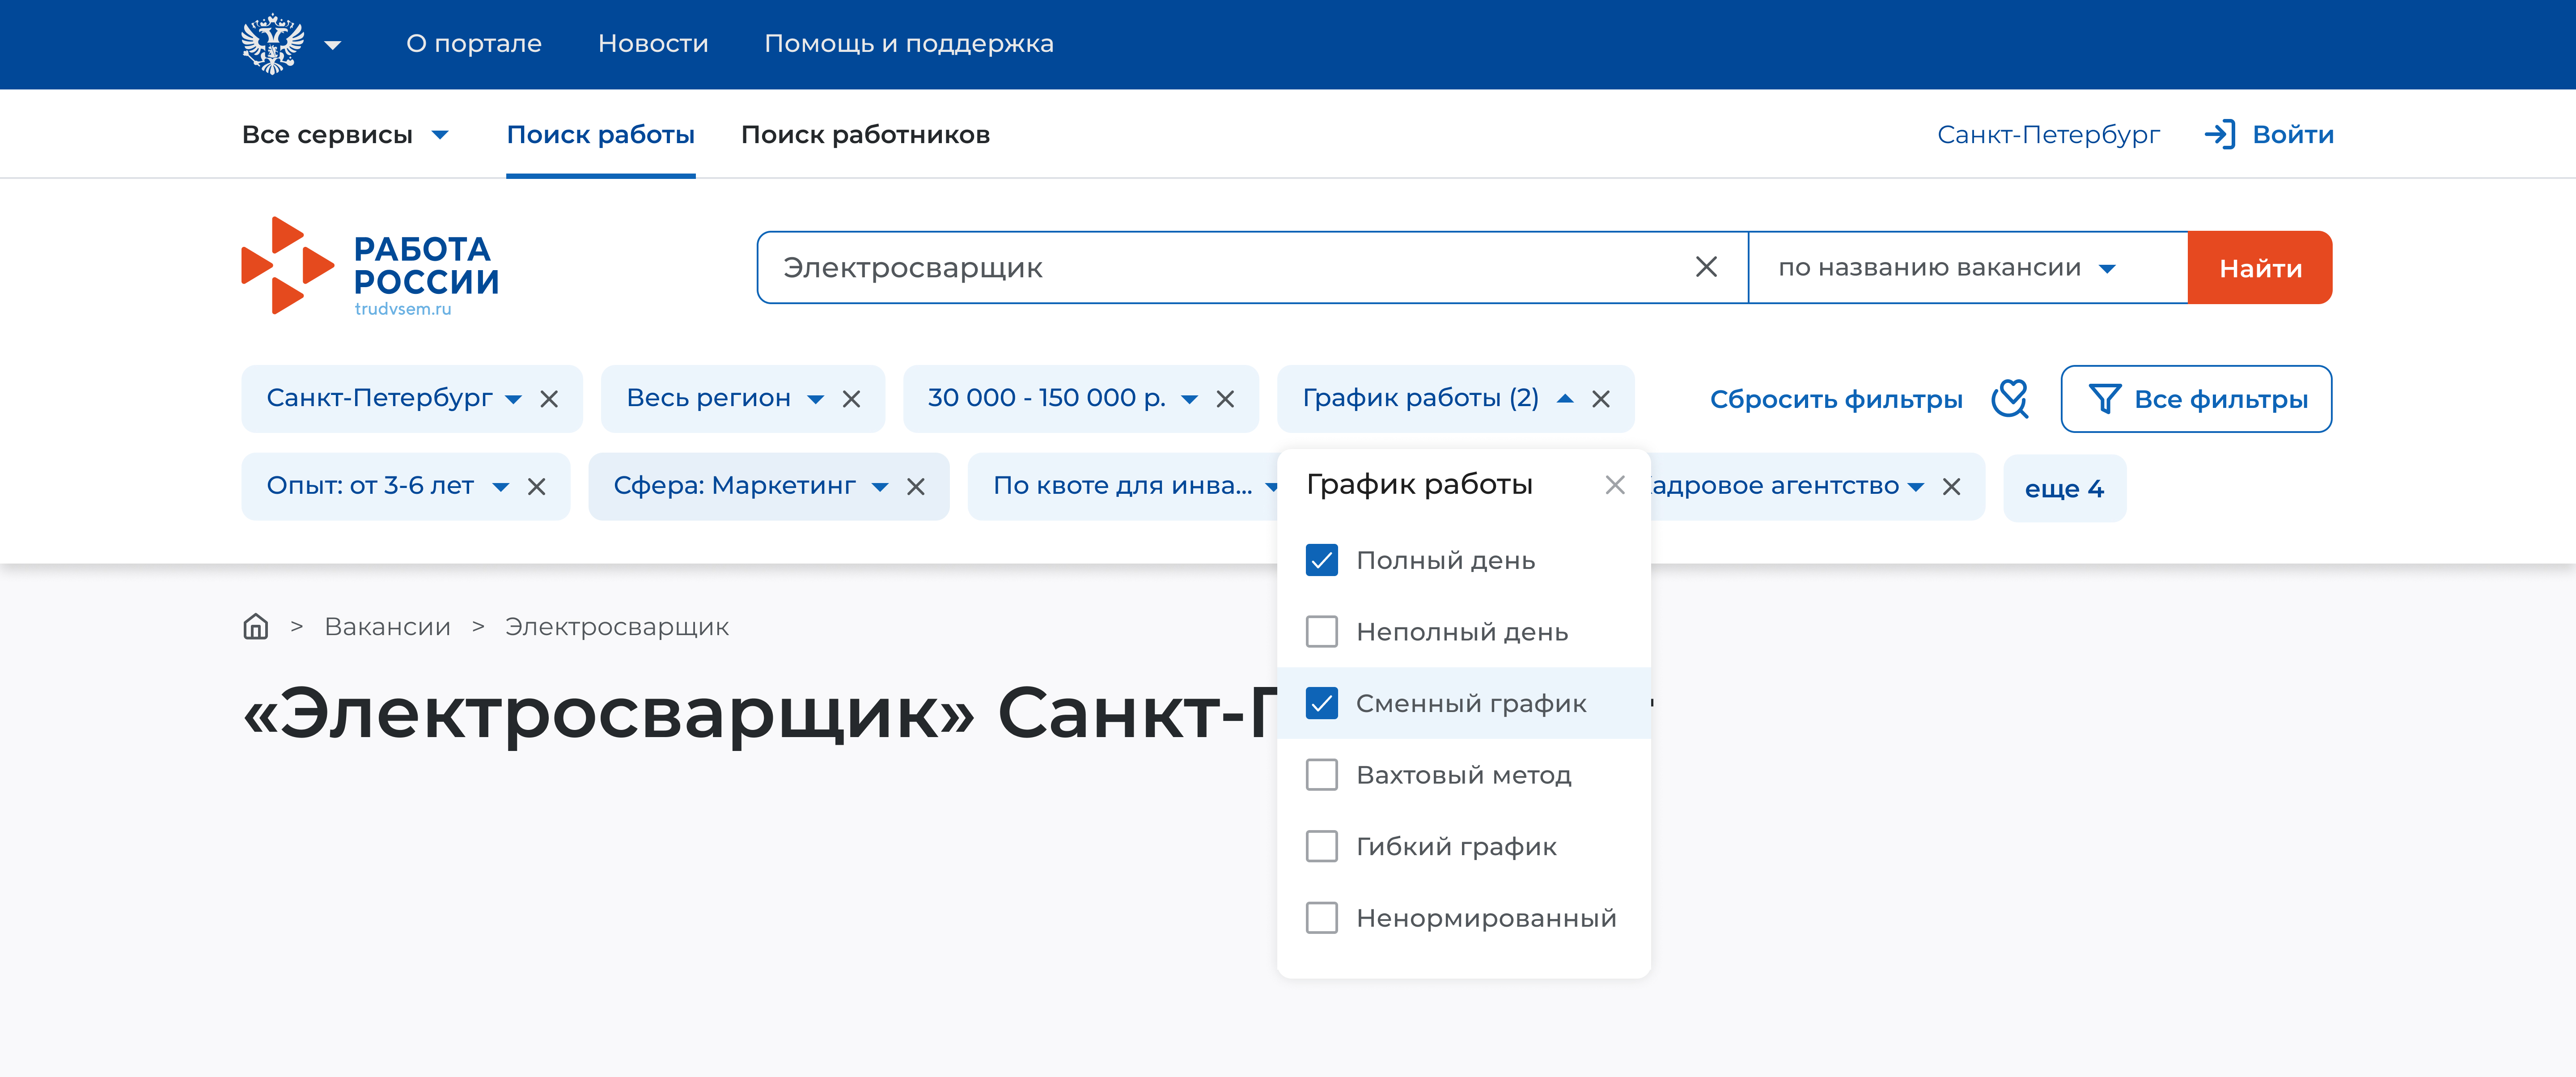 О портале Новости Помощь и поддержка
Все сервисы Поиск работы Поиск работников Санкт-Петербург Войти
РАБОТА
РОССИИ
trudvsem.ru
Электросварщик по названию вакансии Найти
Санкт-Петербург Весь регион 30 000 - 150 000 р. График работы (2) Сбросить фильтры Все фильтры
Опыт: от 3-6 лет Сфера: Маркетинг По квоте для инва... агентство еще 4
График работы
Полный день
Неполный день
Сменный график
Вахтовый метод
Гибкий график
Ненормированный
> Вакансии > Электросварщик
«Электросварщик» Санкт-